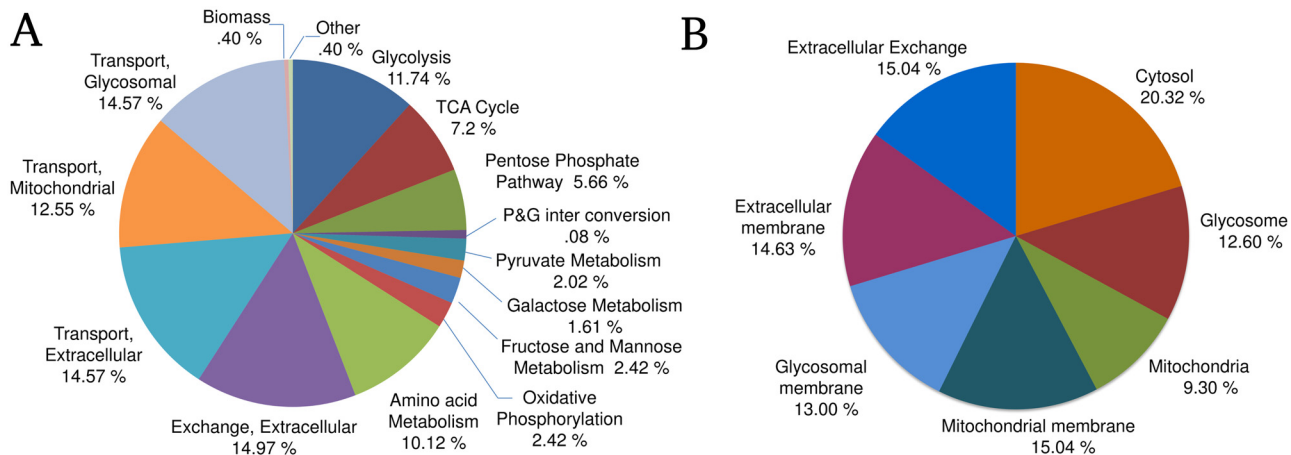 A
Biomass
.40 %
Other
.40 %
Glycolysis
11.74 %
TCA Cycle
7.2 %
Pentose Phosphate
Pathway 5.66 %
P&G inter conversion
.08 %
Pyruvate Metabolism
2.02 %
Galactose Metabolism
1.61 %
Fructose and Mannose
Metabolism 2.42 %
Oxidative
Phosphorylation
2.42 %
Amino acid
Metabolism
10.12 %
Exchange, Extracellular
14.97 %
Transport,
Extracellular
14.57 %
Transport,
Mitochondrial
12.55 %
Transport,
Glycosomal
14.57 %
B
Extracellular Exchange
15.04 %
Cytosol
20.32 %
Glycosome
12.60 %
Mitochondria
9.30 %
Mitochondrial membrane
15.04 %
Glycosomal
membrane
13.00 %
Extracellular
membrane
14.63 %